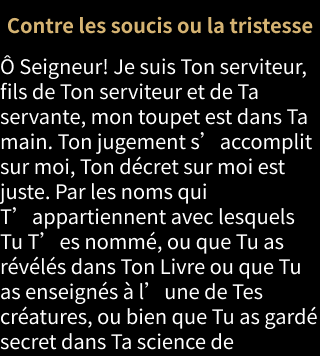 Contre les soucis ou la tristesse
Ô Seigneur! Je suis Ton serviteur,
fils de Ton serviteur et de Ta
servante, mon toupet est dans Ta
main. Ton jugement s’accomplit
sur moi, Ton décret sur moi est
juste. Par les noms qui
T’appartiennent avec lesquels
Tu T’es nommé, ou que Tu as
révélés dans Ton Livre ou que Tu
as enseignés à l’une de Tes
créatures, ou bien que Tu as gardé
secret dans Ta science de